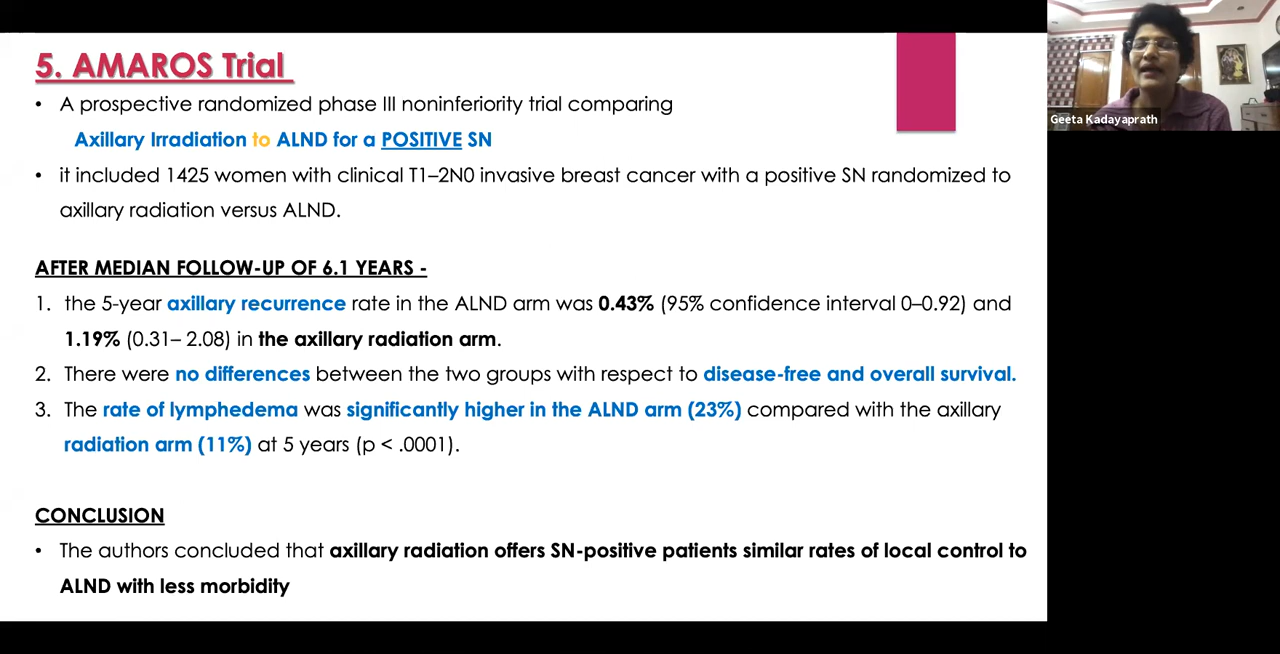 5. AMAROS Trial
• A prospective randomized phase III noninferiority trial comparing
Axillary Irradiation to ALND for a POSITIVE SN
• it included 1425 women with clinical T1–2N0 invasive breast cancer with a positive SN randomized to
axillary radiation versus ALND.
AFTER MEDIAN FOLLOW-UP OF 6.1 YEARS -
1. the 5-year axillary recurrence rate in the ALND arm was 0.43% (95% confidence interval 0–0.92) and
1.19% (0.31– 2.08) in the axillary radiation arm.
2. There were no differences between the two groups with respect to disease-free and overall survival.
3. The rate of lymphedema was significantly higher in the ALND arm (23%) compared with the axillary
radiation arm (11%) at 5 years (p < .0001).
CONCLUSION
• The authors concluded that axillary radiation offers SN-positive patients similar rates of local control to
ALND with less morbidity
Geeta Kadayaprath